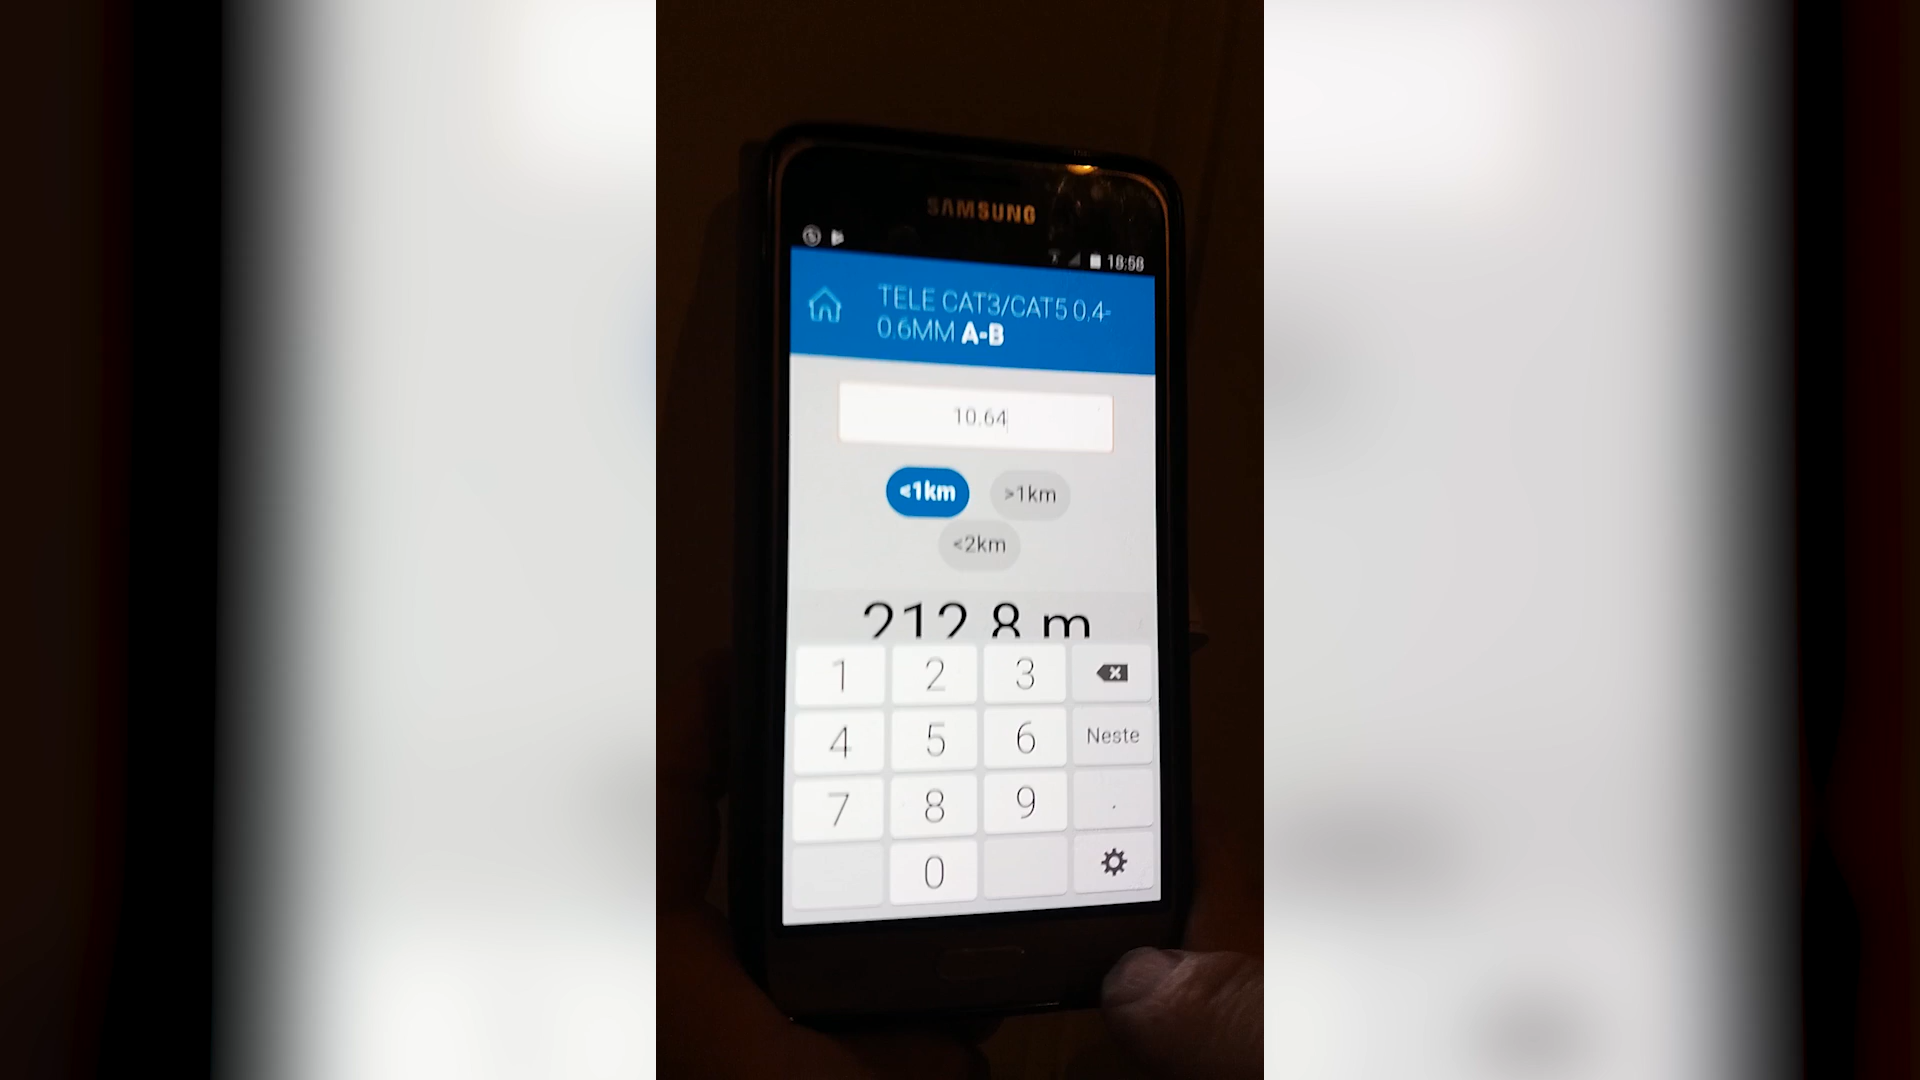 SAMSUNG
18:58
TELE CAT3/CAT5 0.4-
0.6MM A-B
10.64
<1km >1km
<2km
212.8 m
1 2 3
4 5 6 Neste
7 8 9 .
0